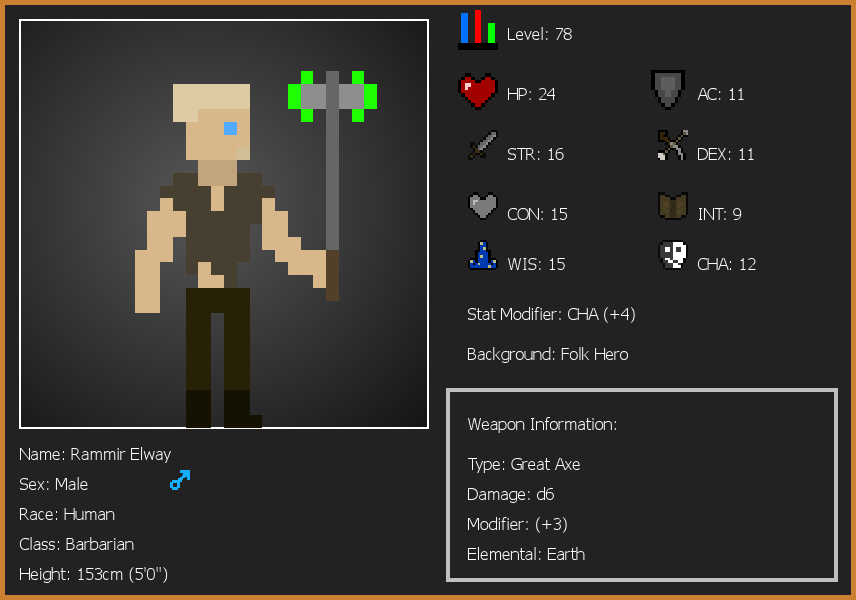 Level: 78
HP: 24
AC: 11
STR: 16
DEX: 11
CON: 15
INT: 9
WIS: 15
CHA: 12
Stat Modifier: CHA (+4)
Background: Folk Hero
Weapon Information:
Type: Great Axe
Damage: d6
Modifier: (+3)
Elemental: Earth
Name: Rammir Elway
Sex: Male
Race: Human
Class: Barbarian
Height: 153cm (5'0")